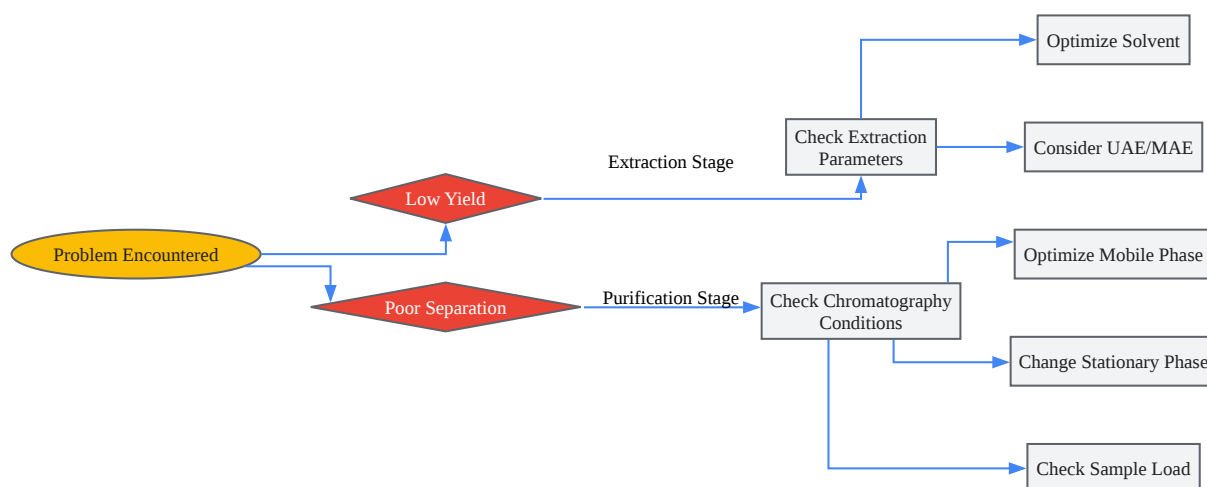 Problem Encountered
Low Yield
Poor Separation
Extraction Stage
Purification Stage
Check Extraction
Parameters
Check Chromatography
Conditions
Optimize Solvent
Consider UAE/MAE
Optimize Mobile Phase
Change Stationary Phase
Check Sample Load